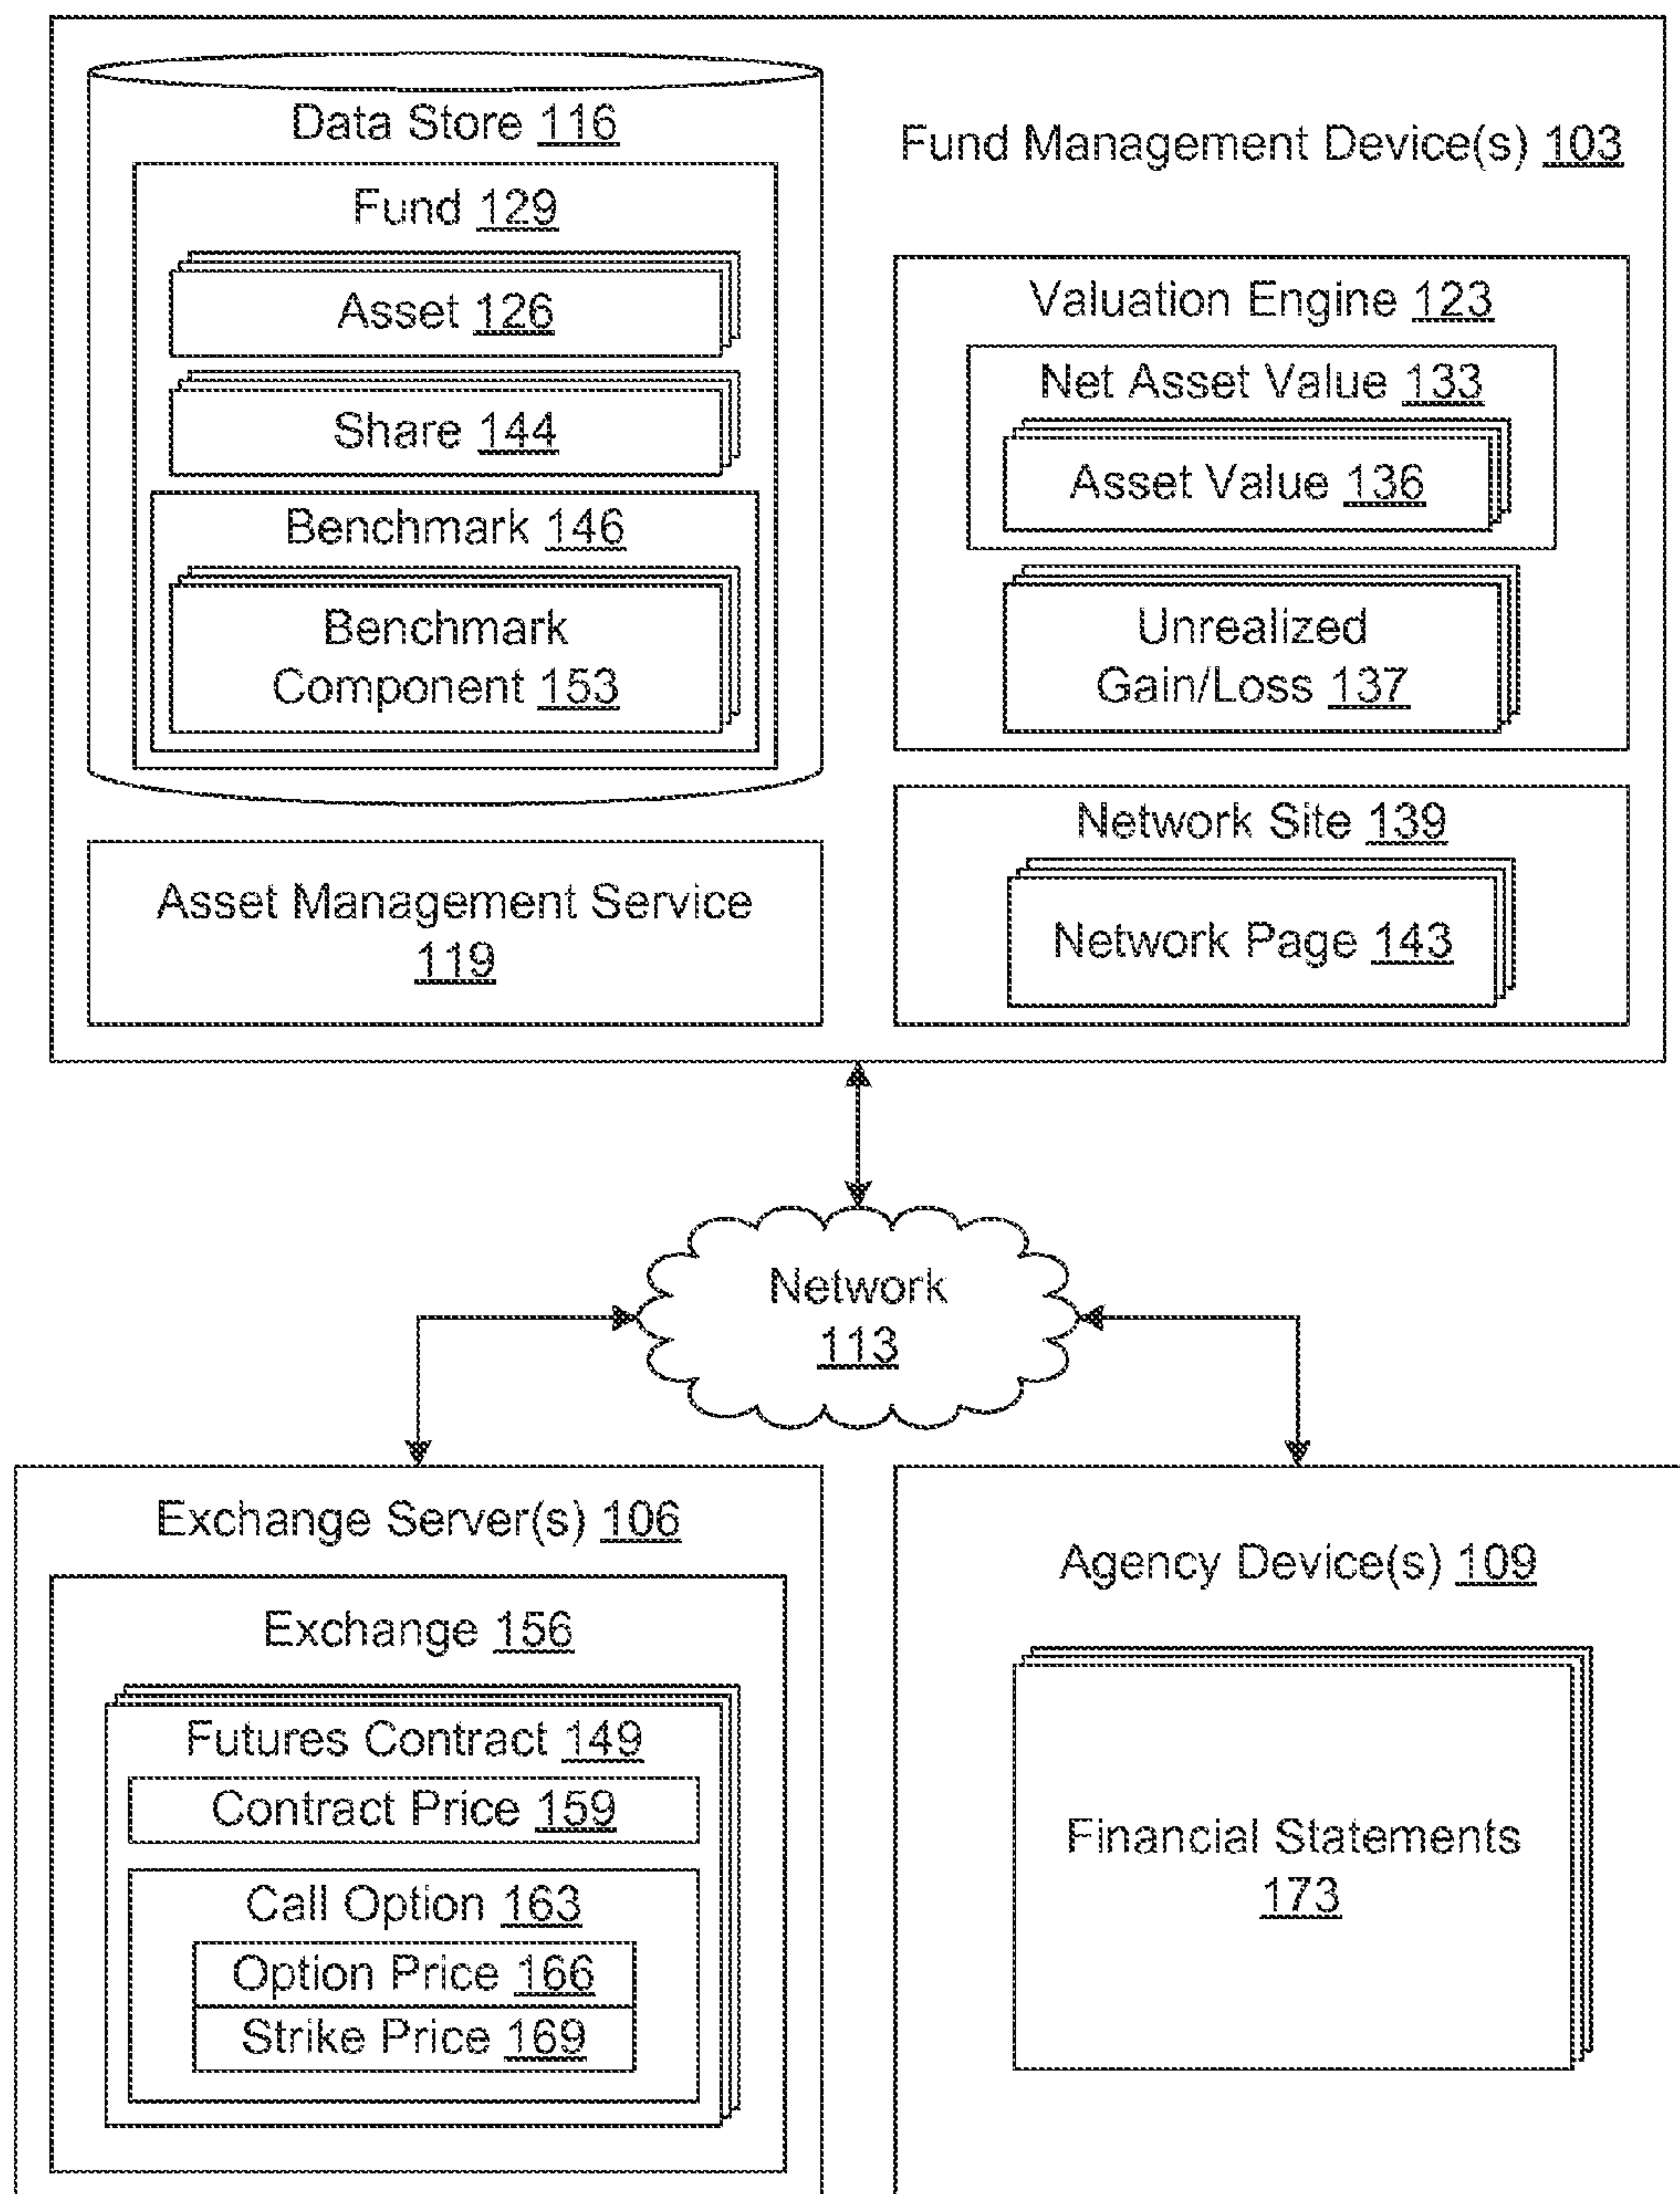 Data Store 116
Fund 129
Asset 126
Share 144
Benchmark 146
Benchmark
Component 153
Asset Management Service
119
Fund Management Device(s) 103
Valuation Engine 123
Net Asset Value 133
Asset Value 136
Unrealized
Gain/Loss 137
Network Site 139
Network Page 143
Network
113
Exchange Server(s) 106
Exchange 156
Futures Contract 149
Contract Price 159
Call Option 163
Option Price 166
Strike Price 169
Agency Device(s) 109
Financial Statements
173